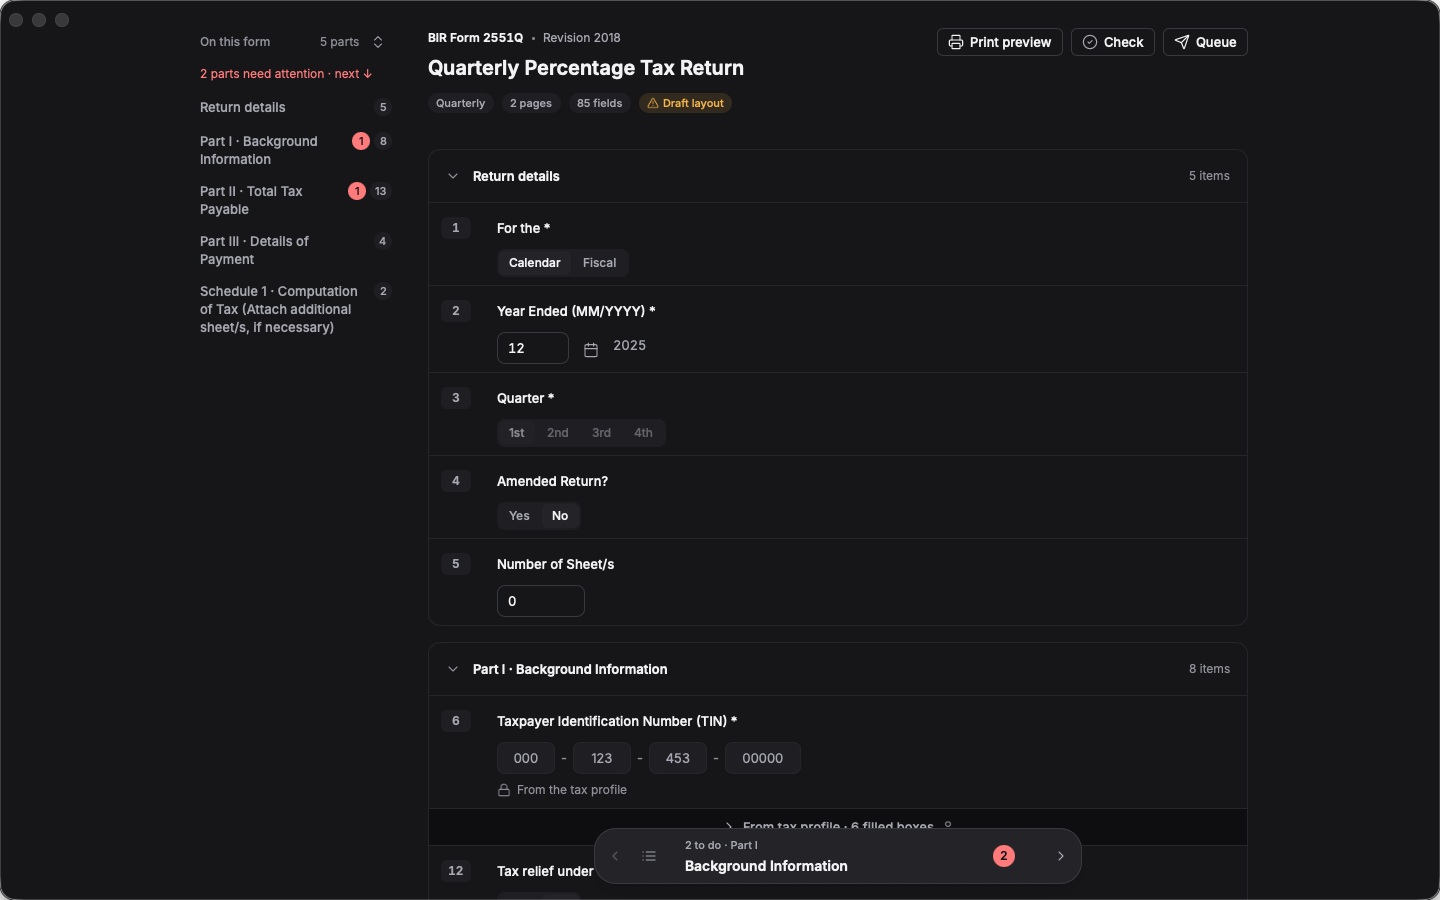 On this form 5 parts
2 parts need attention · next ↓
Return details 5
Part I · Background Information 1 8
Part II · Total Tax Payable 1 13
Part III · Details of Payment 4
Schedule 1 · Computation of Tax (Attach additional sheet/s, if necessary) 2
BIR Form 2551Q • Revision 2018
Quarterly Percentage Tax Return
Quarterly 2 pages 85 fields Draft layout
Print preview Check Queue
Return details 5 items
1 For the *
Calendar Fiscal
2 Year Ended (MM/YYYY) *
12 2025
3 Quarter *
1st 2nd 3rd 4th
4 Amended Return?
Yes No
5 Number of Sheet/s
0
Part I · Background Information 8 items
6 Taxpayer Identification Number (TIN) *
000 - 123 - 453 - 00000
From the tax profile
From tax profile · 6 filled boxes
12 Tax relief under
2 to do · Part I
Background Information 2